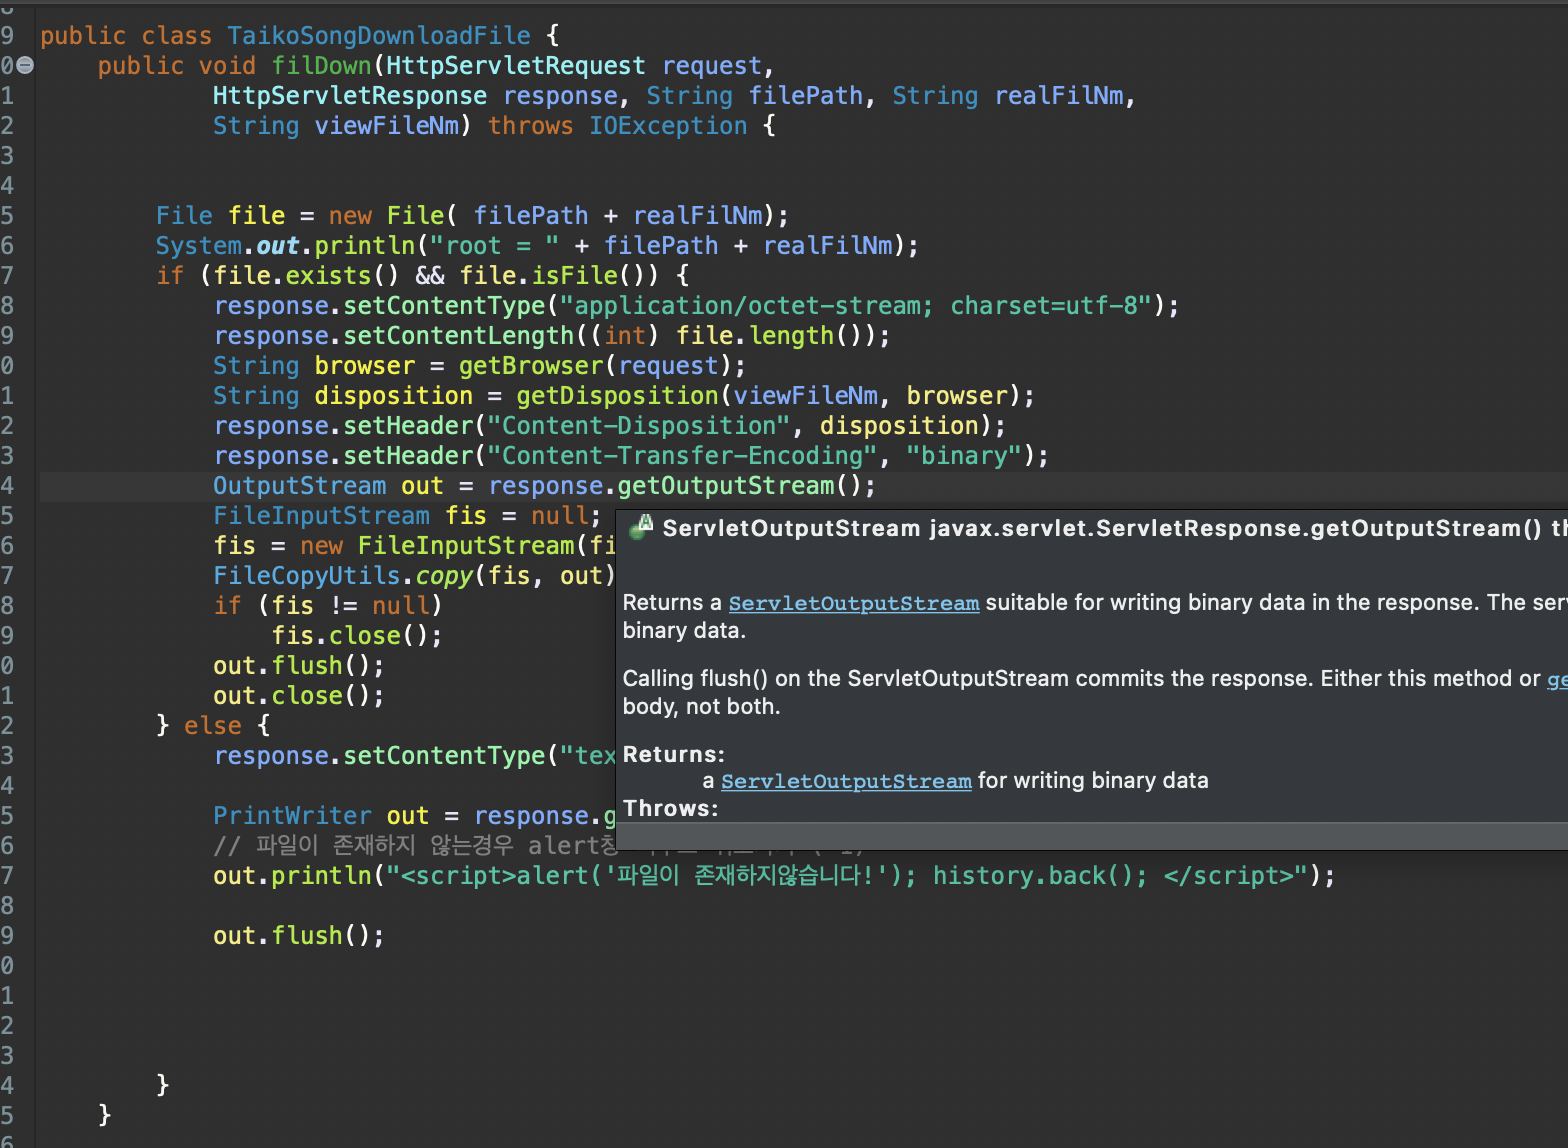 9 public class TaikoSongDownloadFile {
0 public void filDown(HttpServletRequest request,
1 HttpServletResponse response, String filePath, String realFilNm,
2 String viewFileNm) throws IOException {
3
4
5 File file = new File( filePath + realFilNm);
6 System.out.println("root = " + filePath + realFilNm);
7 if (file.exists() && file.isFile()) {
8 response.setContentType("application/octet-stream; charset=utf-8");
9 response.setContentLength((int) file.length());
0 String browser = getBrowser(request);
1 String disposition = getDisposition(viewFileNm, browser);
2 response.setHeader("Content-Disposition", disposition);
3 response.setHeader("Content-Transfer-Encoding", "binary");
4 OutputStream out = response.getOutputStream();
5 FileInputStream fis = null;
6 fis = new FileInputStream(fi
7 FileCopyUtils.copy(fis, out)
8 if (fis != null)
9 fis.close();
0 out.flush();
1 out.close();
2 } else {
3 response.setContentType("tex
4
5 PrintWriter out = response.g
6 // 파일이 존재하지 않는경우 alert창
7 out.println("<script>alert('파일이 존재하지않습니다!'); history.back(); </script>");
8
9 out.flush();
0
1
2
3
4 }
5 }
6
ServletOutputStream javax.servlet.ServletResponse.getOutputStream() th
Returns a ServletOutputStream suitable for writing binary data in the response. The ser
binary data.
Calling flush() on the ServletOutputStream commits the response. Either this method or ge
body, not both.
Returns:
a ServletOutputStream for writing binary data
Throws: